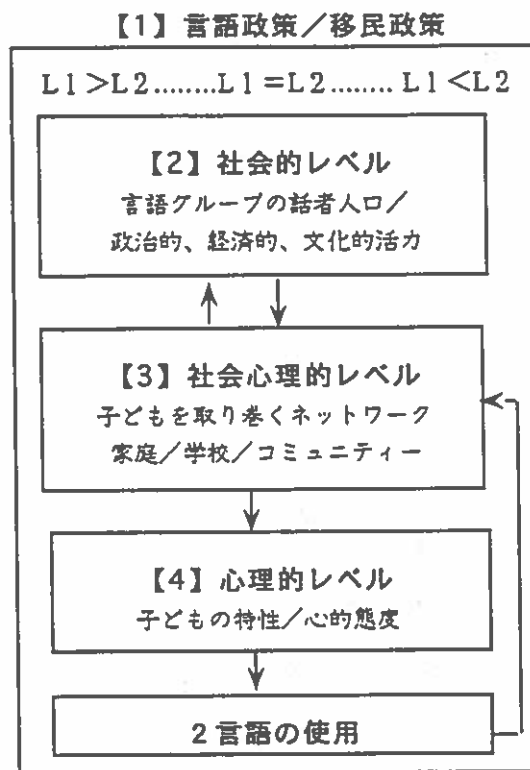 【1】言語政策／移民政策
L1>L2........L1=L2........ L1<L2
【2】社会的レベル
言語グループの話者人口／
政治的、経済的、文化的活力
【3】社会心理的レベル
子どもを取り巻くネットワーク
家庭／学校／コミュニティー
【4】心理的レベル
子どもの特性／心的態度
2言語の使用